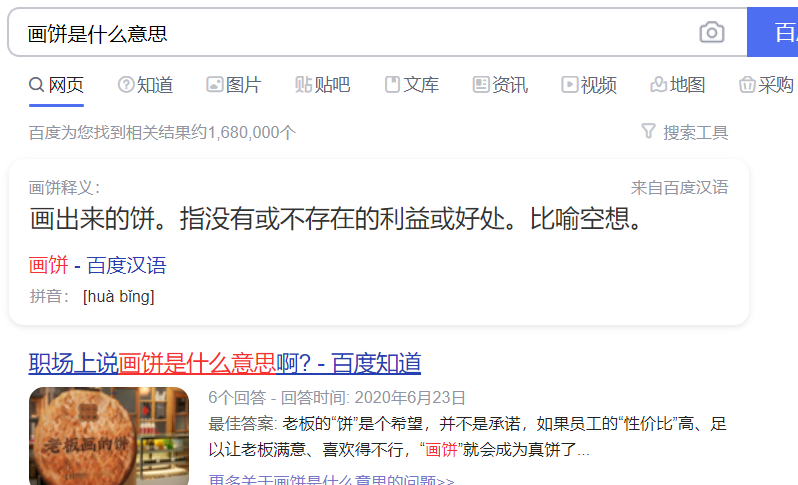 画饼是什么意思
百
网页 知道 图片 贴吧 文库 资讯 视频 地图 采购
百度为您找到相关结果约1,680,000个 搜索工具
画饼释义： 来自百度汉语
画出来的饼。指没有或不存在的利益或好处。比喻空想。
画饼 - 百度汉语
拼音： [huà bǐng]
职场上说画饼是什么意思啊? - 百度知道
6个回答 - 回答时间: 2020年6月23日
最佳答案: 老板的“饼”是个希望，并不是承诺，如果员工的“性价比”高、足
以让老板满意、喜欢得不行，“画饼”就会成为真饼了...
老板画的饼
更多关于画饼是什么意思的问题>>